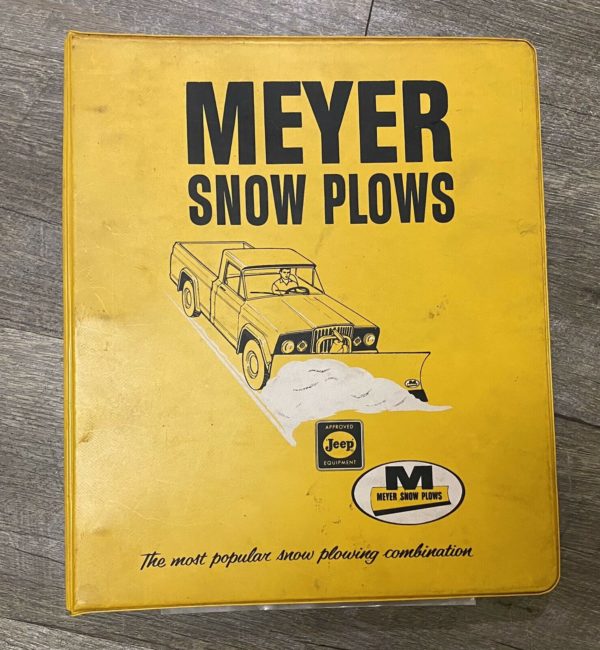 MEYER
SNOW PLOWS
APPROVED
Jeep
EQUIPMENT
M
MEYER SNOW PLOWS
The most popular snow plowing combination